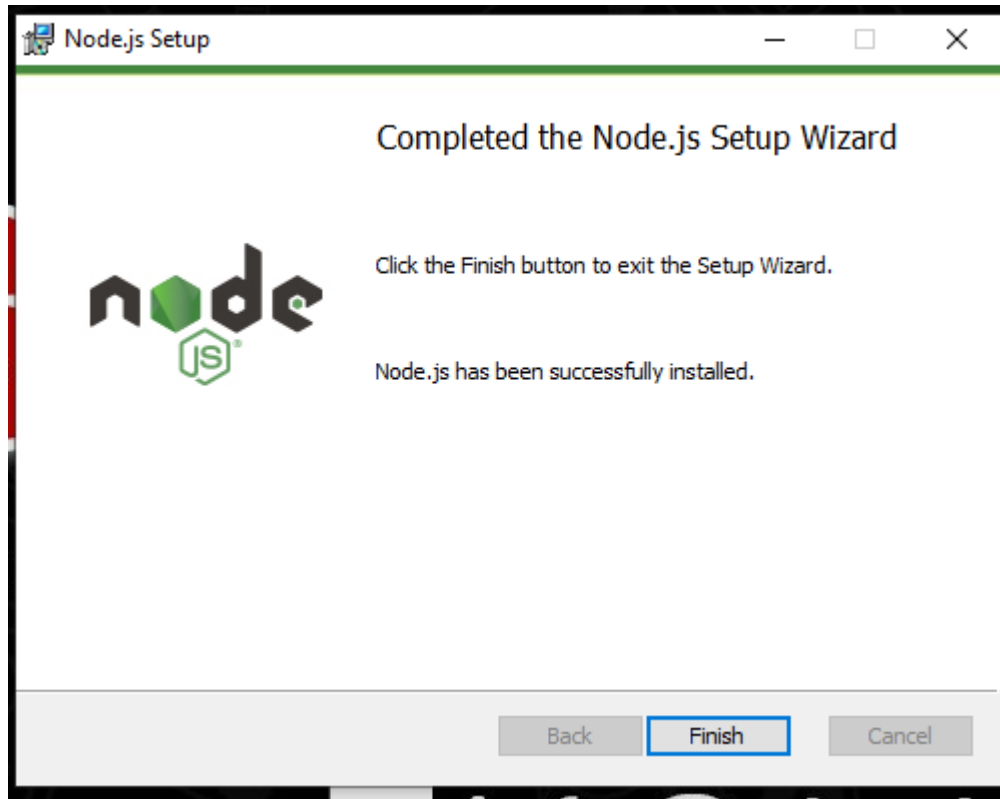 Node.js Setup
Completed the Node.js Setup Wizard
Click the Finish button to exit the Setup Wizard.
node
JS
®
Node.js has been successfully installed.
Back Finish Cancel